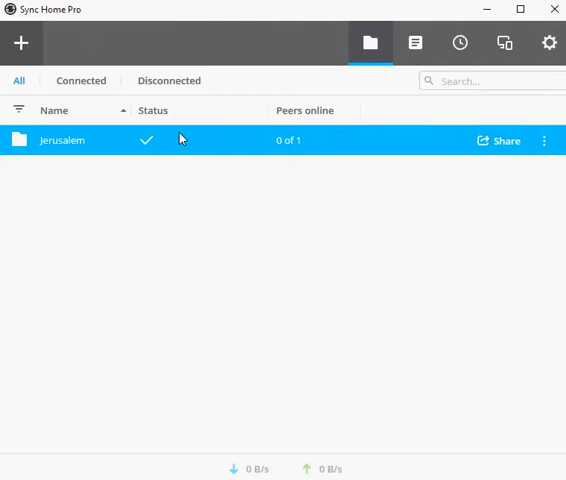 Sync Home Pro
All Connected Disconnected Search...
Name Status Peers online
Jerusalem 0 of 1 Share
0 B/s 0 B/s